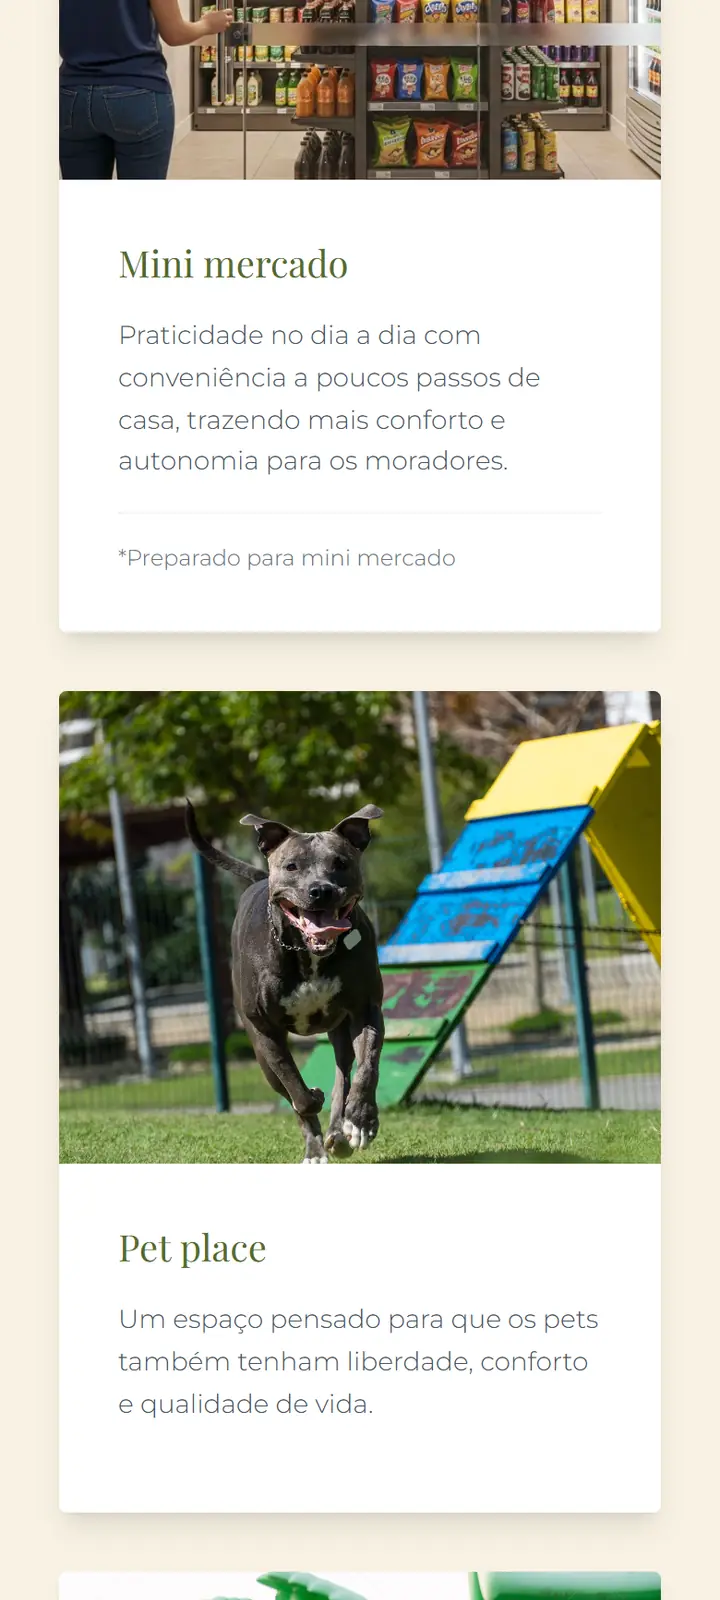 Mini mercado
Praticidade no dia a dia com
conveniência a poucos passos de
casa, trazendo mais conforto e
autonomia para os moradores.
*Preparado para mini mercado
Pet place
Um espaço pensado para que os pets
também tenham liberdade, conforto
e qualidade de vida.